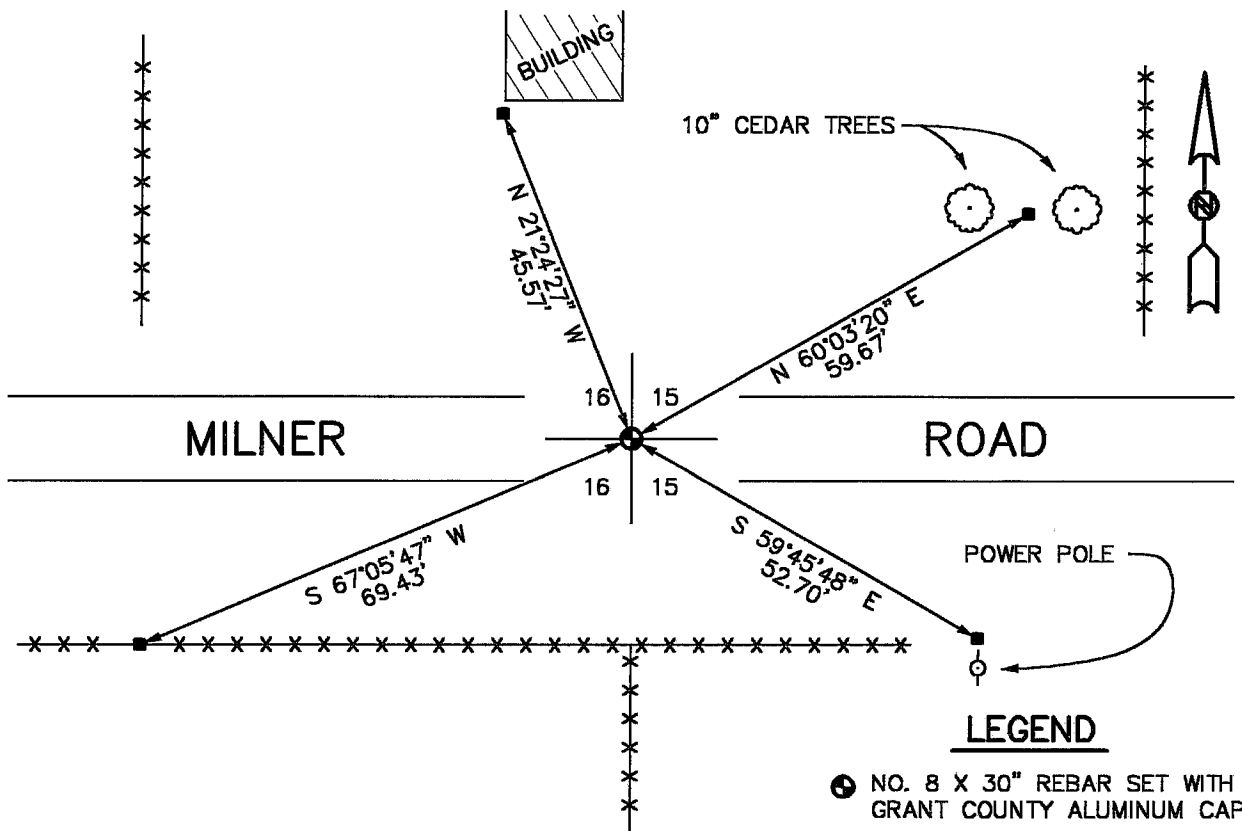 BUILDING
10" CEDAR TREES
N
N 21°24'27" W
45.57'
N 60°03'20" E
59.67'
16 15
MILNER ROAD
16 15
S 67°05'47" W
69.43'
S 59°45'48" E
52.70'
POWER POLE
LEGEND
NO. 8 X 30" REBAR SET WITH
GRANT COUNTY ALUMINUM CAP